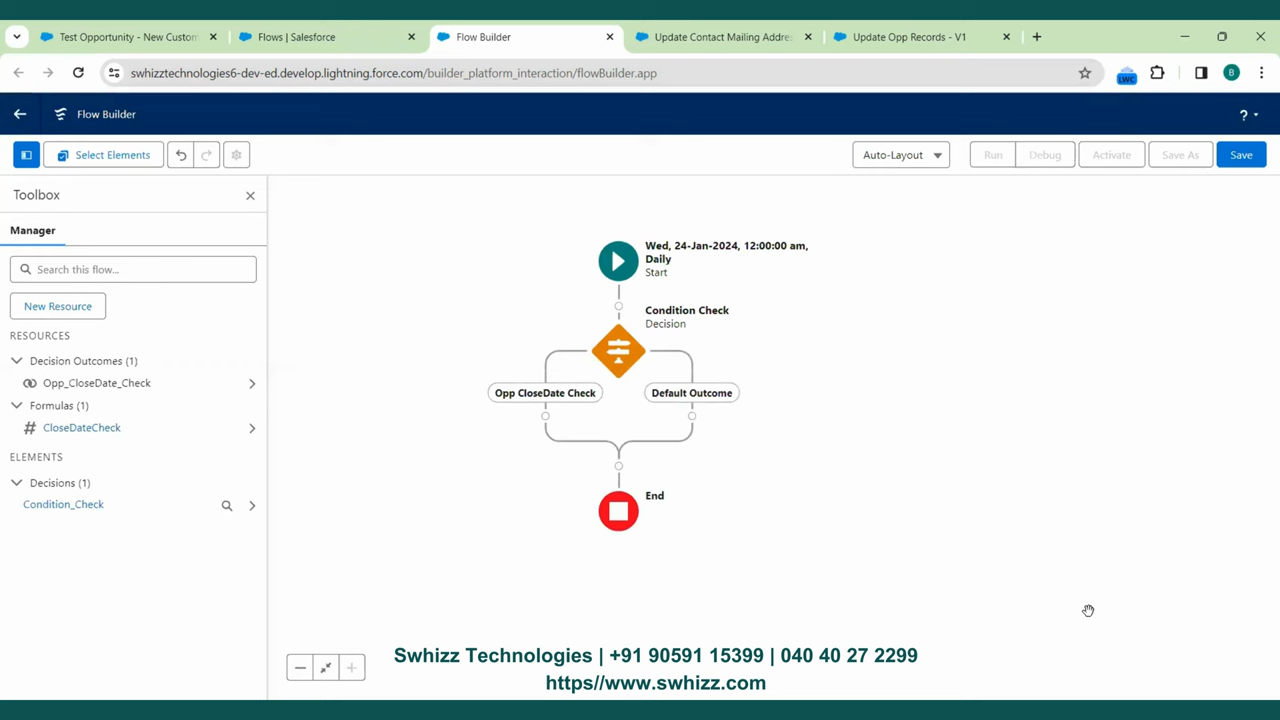 Test Opportunity - New Custom
Flows | Salesforce
Flow Builder
Update Contact Mailing Addre
Update Opp Records - V1
swhizztechnologies6-dev-ed.develop.lightning.force.com/builder_platform_interaction/flowBuilder.app
LWC
B
Flow Builder
?
Select Elements
Auto-Layout
Run
Debug
Activate
Save As
Save
Toolbox
Manager
Search this flow...
New Resource
RESOURCES
Decision Outcomes (1)
Opp_CloseDate_Check
Formulas (1)
CloseDateCheck
ELEMENTS
Decisions (1)
Condition_Check
Wed, 24-Jan-2024, 12:00:00 am,
Daily
Start
Condition Check
Decision
Opp CloseDate Check
Default Outcome
End
Swhizz Technologies | +91 90591 15399 | 040 40 27 2299
https//www.swhizz.com